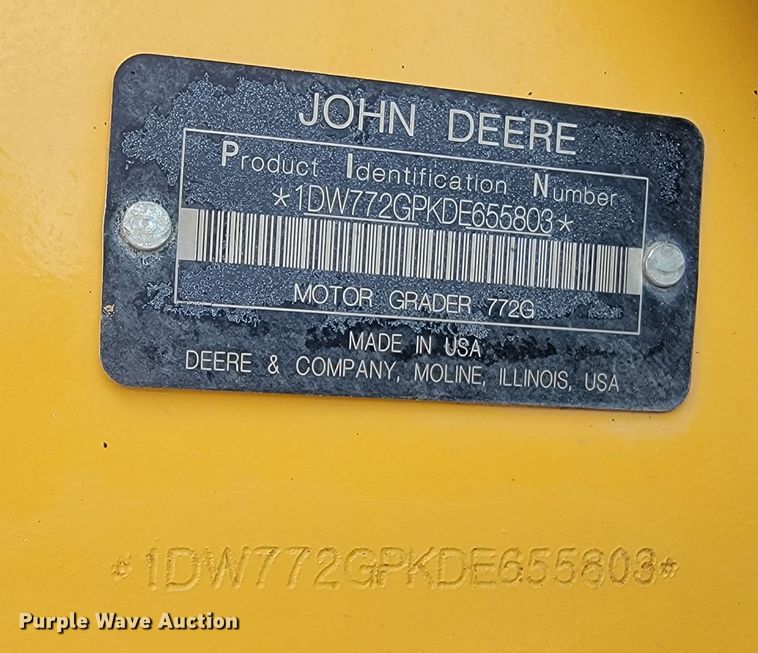 JOHN DEERE
Product Identification Number
*1DW772GPKDE655803*
MOTOR GRADER 772G
MADE IN USA
DEERE & COMPANY, MOLINE, ILLINOIS, USA
*1DW772GPKDE655803*
Purple Wave Auction